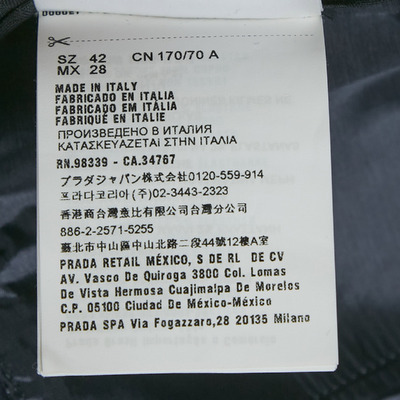 SZ 42 CN 170/70 A
MX 28
MADE IN ITALY
FABRICADO EN ITALIA
FABRICADO EM ITÁLIA
FABRIQUÉ EN ITALIE
ПРОИЗВЕДЕНО В ИТАЛИЯ
ΚΑΤΑΣΚΕΥΑΖΕΤΑΙ ΣΤΗΝ ΙΤΑΛΙΑ
RN.98339 - CA.34767
プラダジャパン株式会社0120-559-914
프라다코리아(주)02-3443-2323
香港商台灣意比有限公司台灣分公司
886-2-2571-5255
臺北市中山區中山北路二段44號12樓A室
PRADA RETAIL MÉXICO, S DE RL DE CV
AV. Vasco De Quiroga 3800 Col. Lomas
De Vista Hermosa Cuajimalpa De Morelos
C.P. 05100 Ciudad De México-México
PRADA SPA Via Fogazzaro, 28 20135 Milano